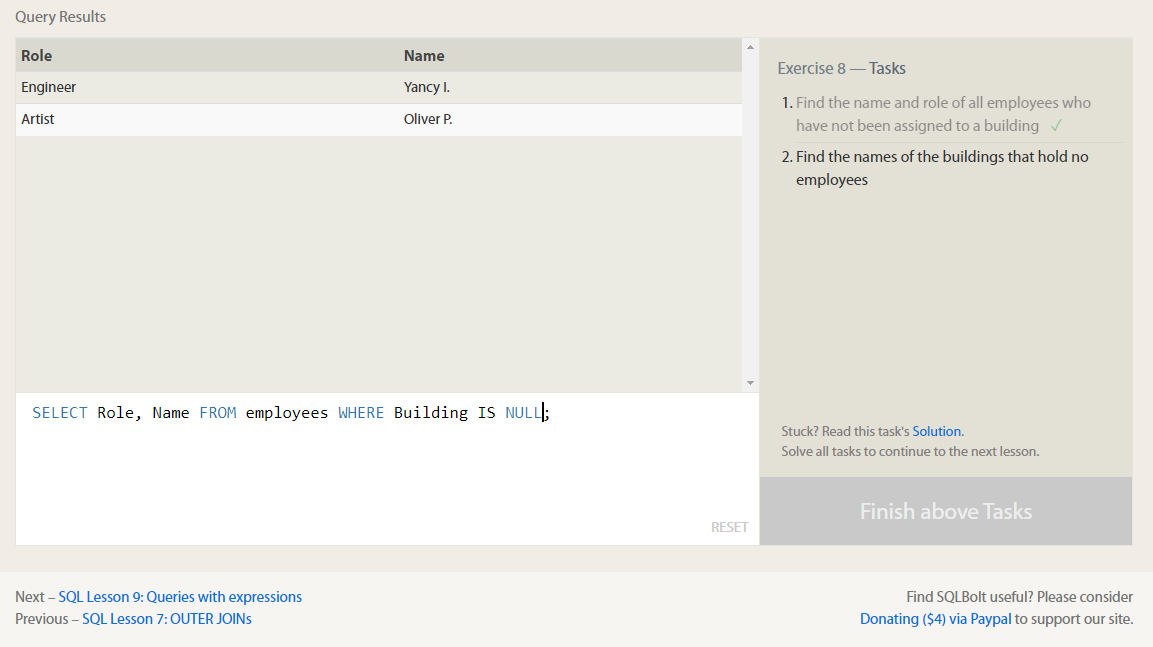 Query Results
Role Name
Engineer Yancy I.
Artist Oliver P.
SELECT Role, Name FROM employees WHERE Building IS NULL;
RESET
Exercise 8 — Tasks
1. Find the name and role of all employees who
have not been assigned to a building ✓
2. Find the names of the buildings that hold no
employees
Stuck? Read this task's Solution.
Solve all tasks to continue to the next lesson.
Finish above Tasks
Next – SQL Lesson 9: Queries with expressions
Previous – SQL Lesson 7: OUTER JOINs
Find SQLBolt useful? Please consider
Donating ($4) via Paypal to support our site.